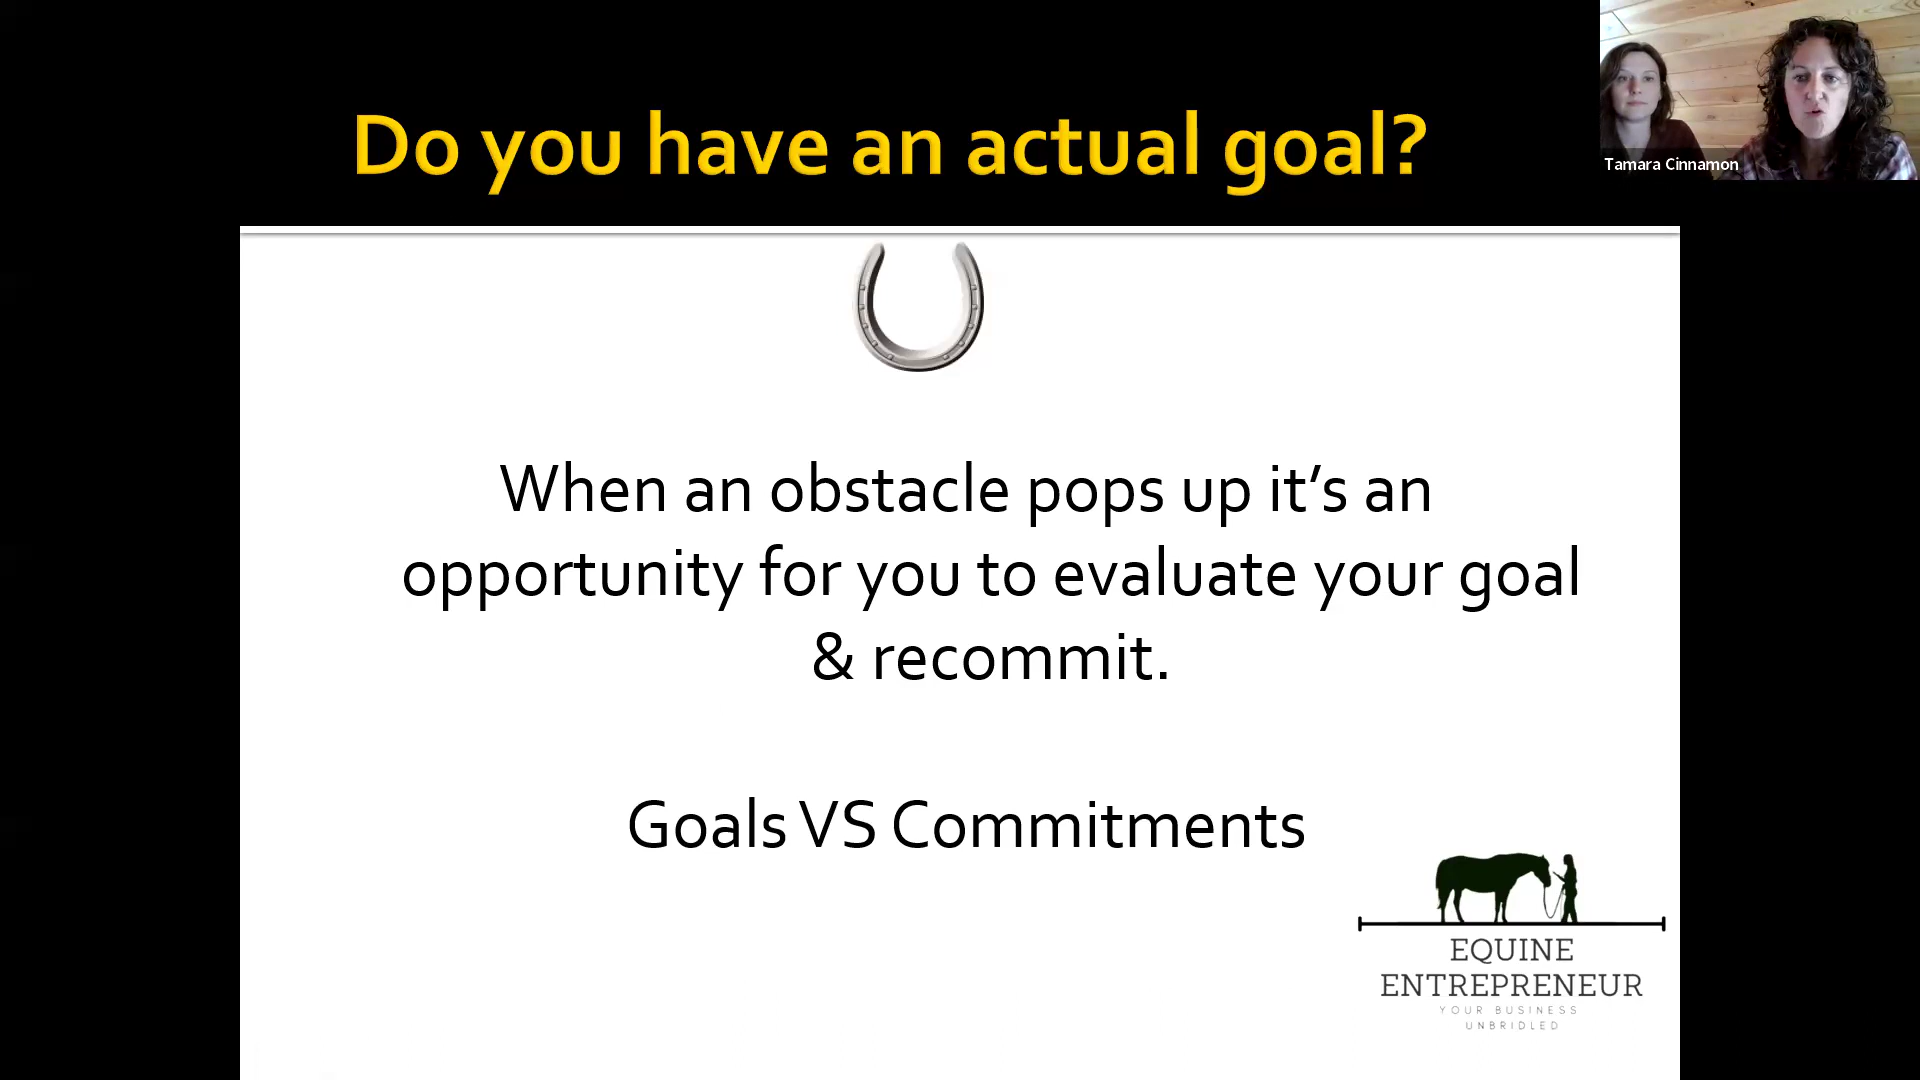 Do you have an actual goal?
Tamara Cinnamon
When an obstacle pops up it’s an
opportunity for you to evaluate your goal
& recommit.
Goals VS Commitments
EQUINE
ENTREPRENEUR
YOUR BUSINESS
UNBRIDLED